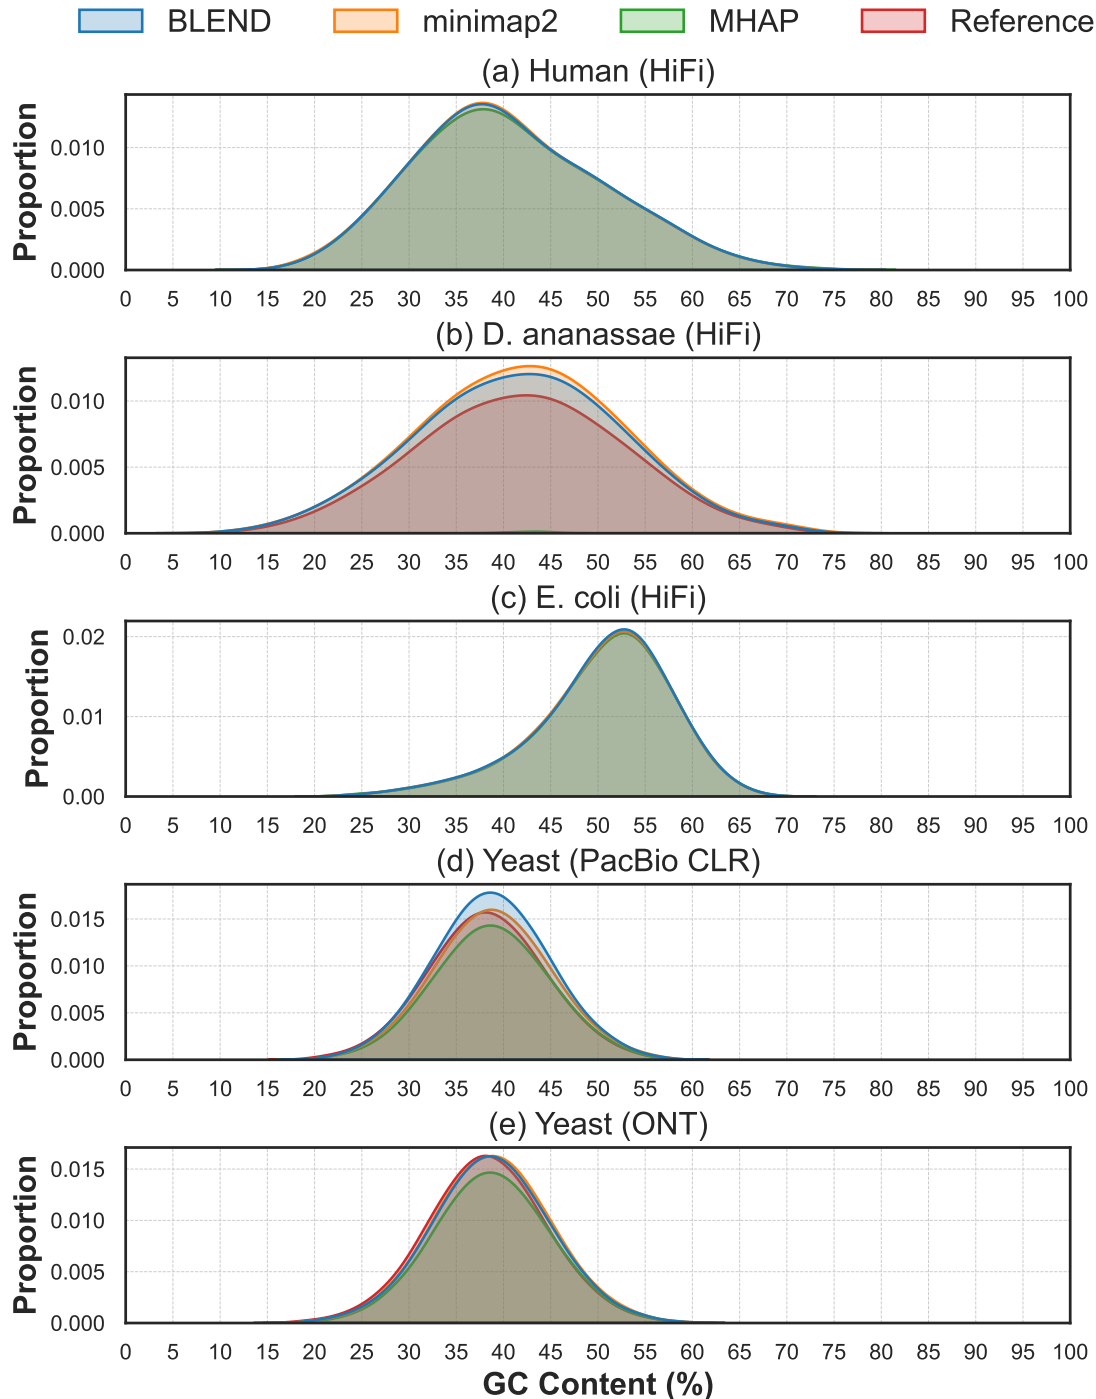 BLEND minimap2 MHAP Reference
(a) Human (HiFi)
Proportion
0.010
0.005
0.000
0 5 10 15 20 25 30 35 40 45 50 55 60 65 70 75 80 85 90 95 100
(b) D. ananassae (HiFi)
Proportion
0.010
0.005
0.000
0 5 10 15 20 25 30 35 40 45 50 55 60 65 70 75 80 85 90 95 100
(c) E. coli (HiFi)
Proportion
0.02
0.01
0.00
0 5 10 15 20 25 30 35 40 45 50 55 60 65 70 75 80 85 90 95 100
(d) Yeast (PacBio CLR)
Proportion
0.015
0.010
0.005
0.000
0 5 10 15 20 25 30 35 40 45 50 55 60 65 70 75 80 85 90 95 100
(e) Yeast (ONT)
Proportion
0.015
0.010
0.005
0.000
0 5 10 15 20 25 30 35 40 45 50 55 60 65 70 75 80 85 90 95 100
GC Content (%)